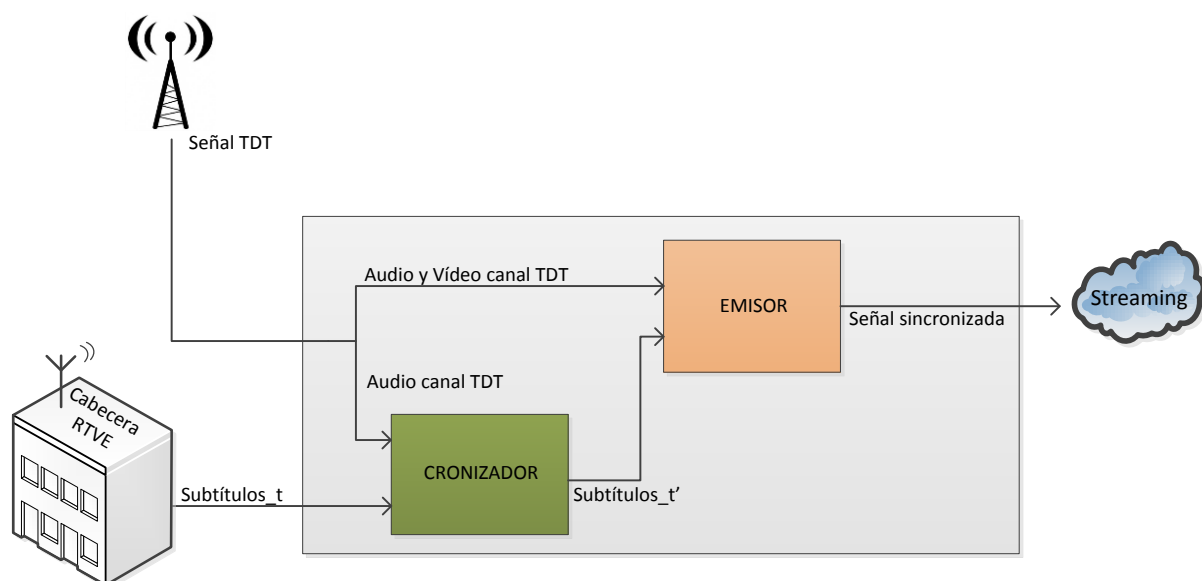 Señal TDT
Audio y Vídeo canal TDT
EMISOR
Streaming
Señal sincronizada
Audio canal TDT
Cabecera
RTVE
CRONIZADOR
Subtítulos_t
Subtítulos_t’